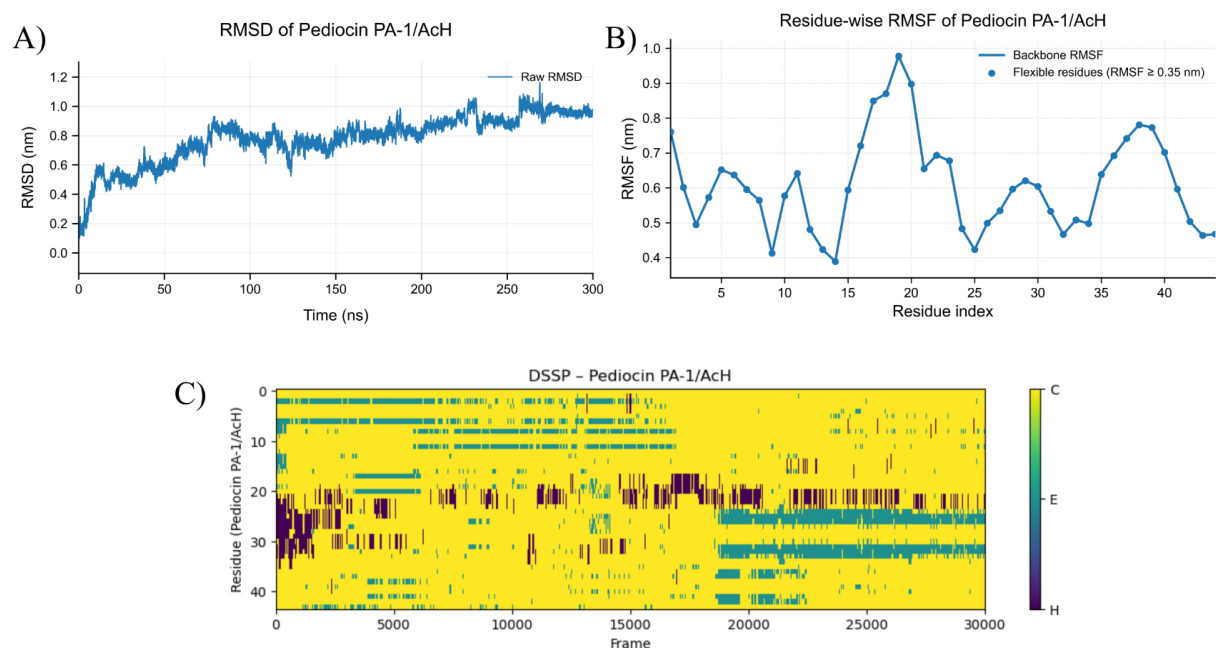 A)
RMSD of Pediocin PA-1/AcH
Raw RMSD
RMSD (nm)
1.2
1.0
0.8
0.6
0.4
0.2
0.0
0 50 100 150 200 250 300
Time (ns)
B)
Residue-wise RMSF of Pediocin PA-1/AcH
Backbone RMSF
Flexible residues (RMSF ≥ 0.35 nm)
RMSF (nm)
1.0
0.9
0.8
0.7
0.6
0.5
0.4
5 10 15 20 25 30 35 40
Residue index
C)
DSSP – Pediocin PA-1/AcH
Residue (Pediocin PA-1/AcH)
0
10
20
30
40
0 5000 10000 15000 20000 25000 30000
Frame
C
E
H